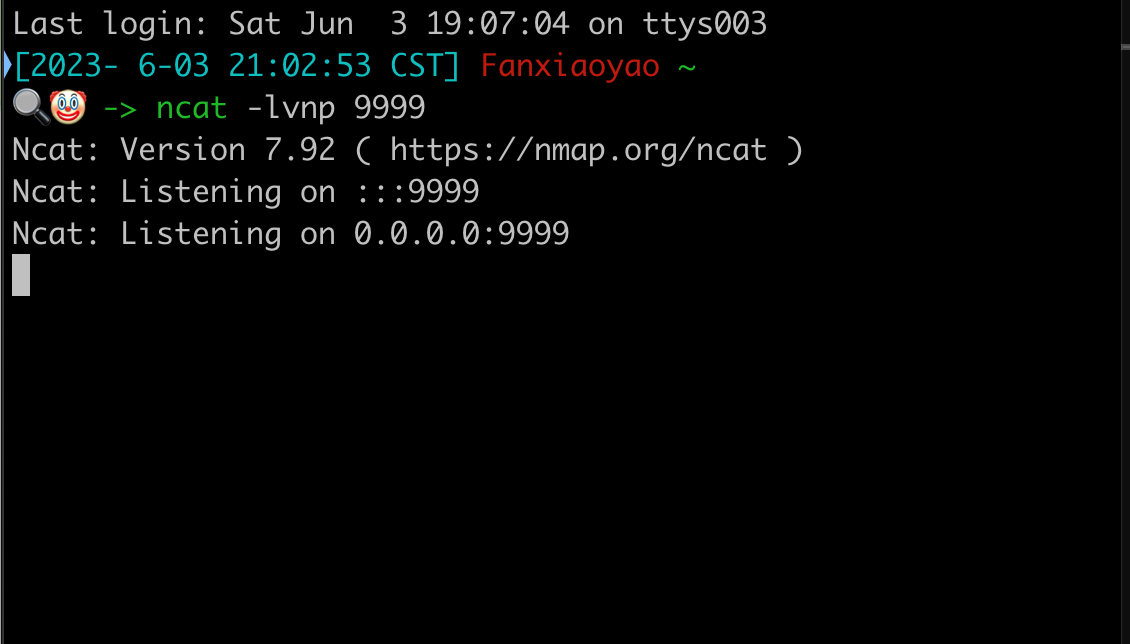 Last login: Sat Jun  3 19:07:04 on ttys003
[2023- 6-03 21:02:53 CST] Fanxiaoyao ~
🔍🤡 -> ncat -lvnp 9999
Ncat: Version 7.92 ( https://nmap.org/ncat )
Ncat: Listening on :::9999
Ncat: Listening on 0.0.0.0:9999